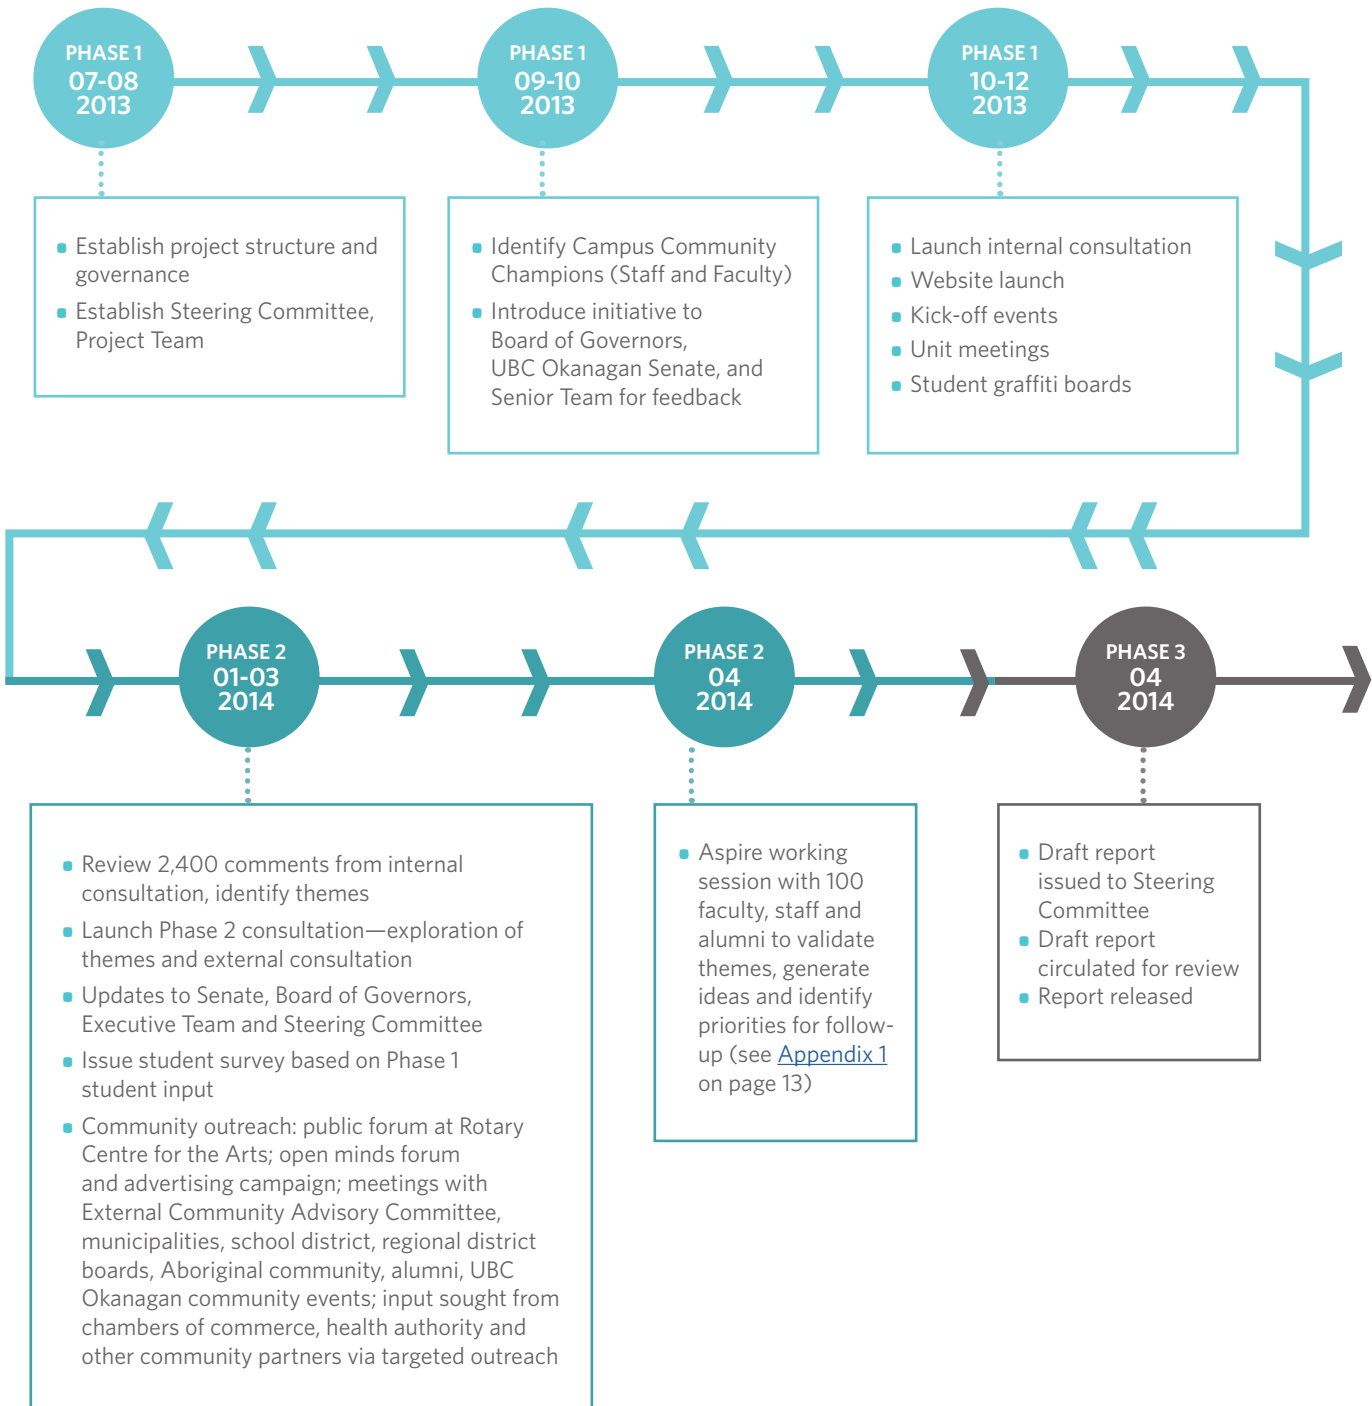 PHASE 1
07-08
2013
PHASE 1
09-10
2013
PHASE 1
10-12
2013
Establish project structure and
governance
Establish Steering Committee,
Project Team
Identify Campus Community
Champions (Staff and Faculty)
Introduce initiative to
Board of Governors,
UBC Okanagan Senate, and
Senior Team for feedback
Launch internal consultation
Website launch
Kick-off events
Unit meetings
Student graffiti boards
PHASE 2
01-03
2014
PHASE 2
04
2014
PHASE 3
04
2014
Review 2,400 comments from internal
consultation, identify themes
Launch Phase 2 consultation—exploration of
themes and external consultation
Updates to Senate, Board of Governors,
Executive Team and Steering Committee
Issue student survey based on Phase 1
student input
Community outreach: public forum at Rotary
Centre for the Arts; open minds forum
and advertising campaign; meetings with
External Community Advisory Committee,
municipalities, school district, regional district
boards, Aboriginal community, alumni, UBC
Okanagan community events; input sought from
chambers of commerce, health authority and
other community partners via targeted outreach
Aspire working
session with 100
faculty, staff and
alumni to validate
themes, generate
ideas and identify
priorities for follow-
up (see Appendix 1
on page 13)
Draft report
issued to Steering
Committee
Draft report
circulated for review
Report released